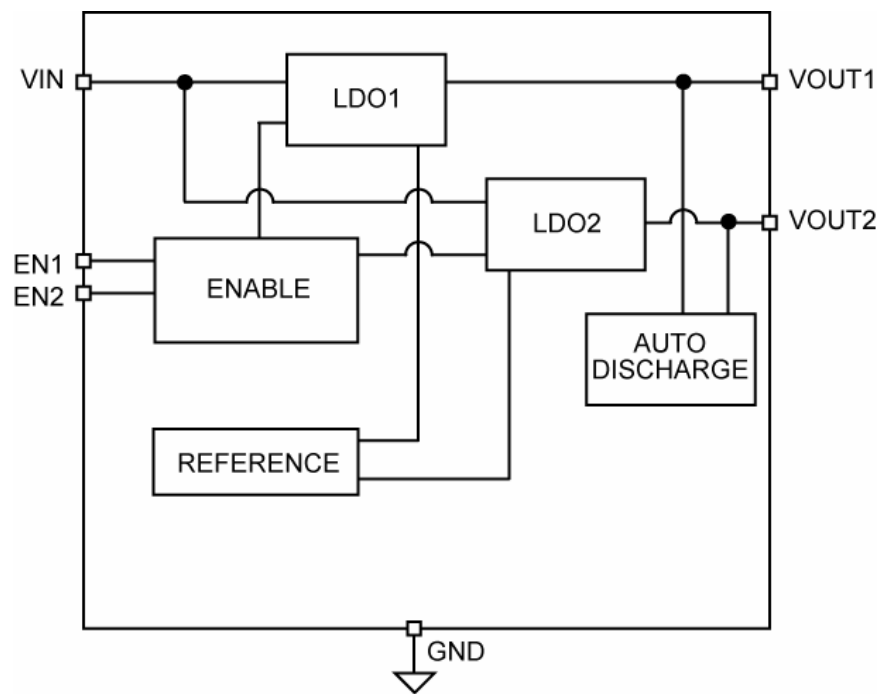 VIN
LDO1
VOUT1
LDO2
VOUT2
EN1
EN2
ENABLE
AUTO
DISCHARGE
REFERENCE
GND